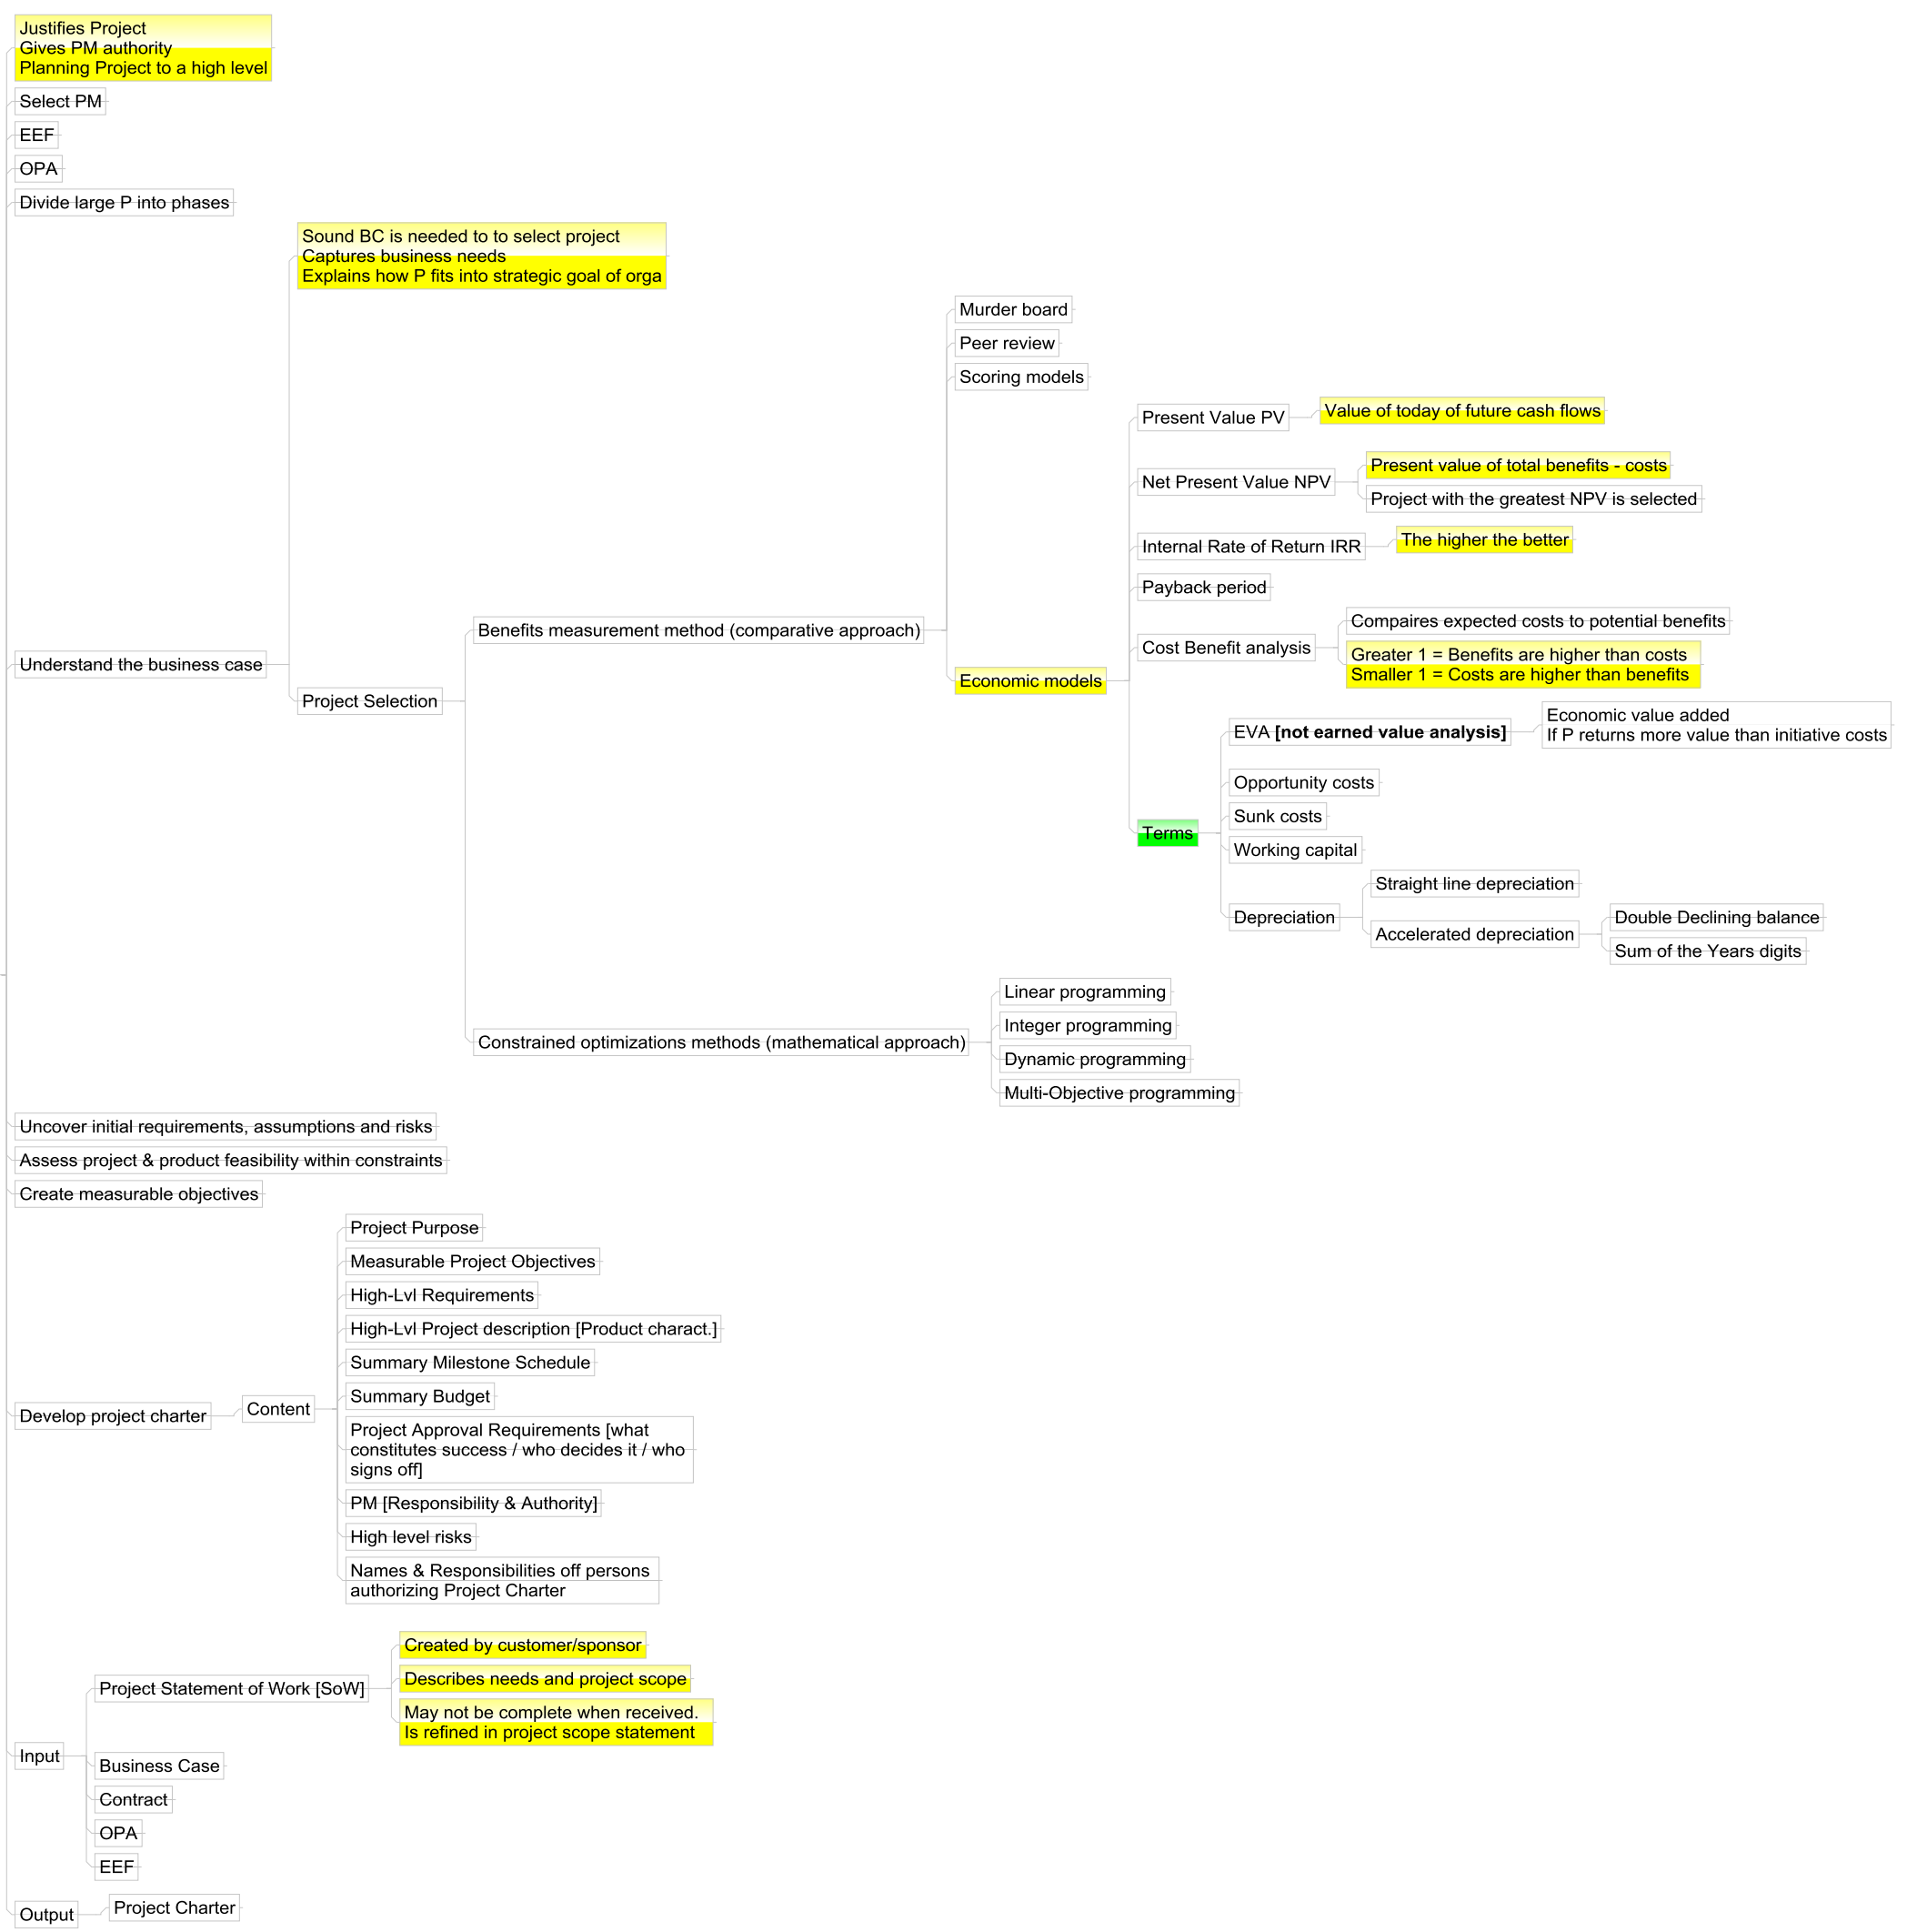 Justifies Project
Gives PM authority
Planning Project to a high level
Select PM
EEF
OPA
Divide large P into phases
Understand the business case
Sound BC is needed to to select project
Captures business needs
Explains how P fits into strategic goal of orga
Project Selection
Benefits measurement method (comparative approach)
Murder board
Peer review
Scoring models
Economic models
Present Value PV
Value of today of future cash flows
Net Present Value NPV
Present value of total benefits - costs
Project with the greatest NPV is selected
Internal Rate of Return IRR
The higher the better
Payback period
Cost Benefit analysis
Compaires expected costs to potential benefits
Greater 1 = Benefits are higher than costs
Smaller 1 = Costs are higher than benefits
Terms
EVA [not earned value analysis]
Economic value added
If P returns more value than initiative costs
Opportunity costs
Sunk costs
Working capital
Depreciation
Straight line depreciation
Accelerated depreciation
Double Declining balance
Sum of the Years digits
Constrained optimizations methods (mathematical approach)
Linear programming
Integer programming
Dynamic programming
Multi-Objective programming
Uncover initial requirements, assumptions and risks
Assess project & product feasibility within constraints
Create measurable objectives
Develop project charter
Content
Project Purpose
Measurable Project Objectives
High-Lvl Requirements
High-Lvl Project description [Product charact.]
Summary Milestone Schedule
Summary Budget
Project Approval Requirements [what
constitutes success / who decides it / who
signs off]
PM [Responsibility & Authority]
High level risks
Names & Responsibilities off persons
authorizing Project Charter
Input
Project Statement of Work [SoW]
Created by customer/sponsor
Describes needs and project scope
May not be complete when received.
Is refined in project scope statement
Business Case
Contract
OPA
EEF
Output
Project Charter